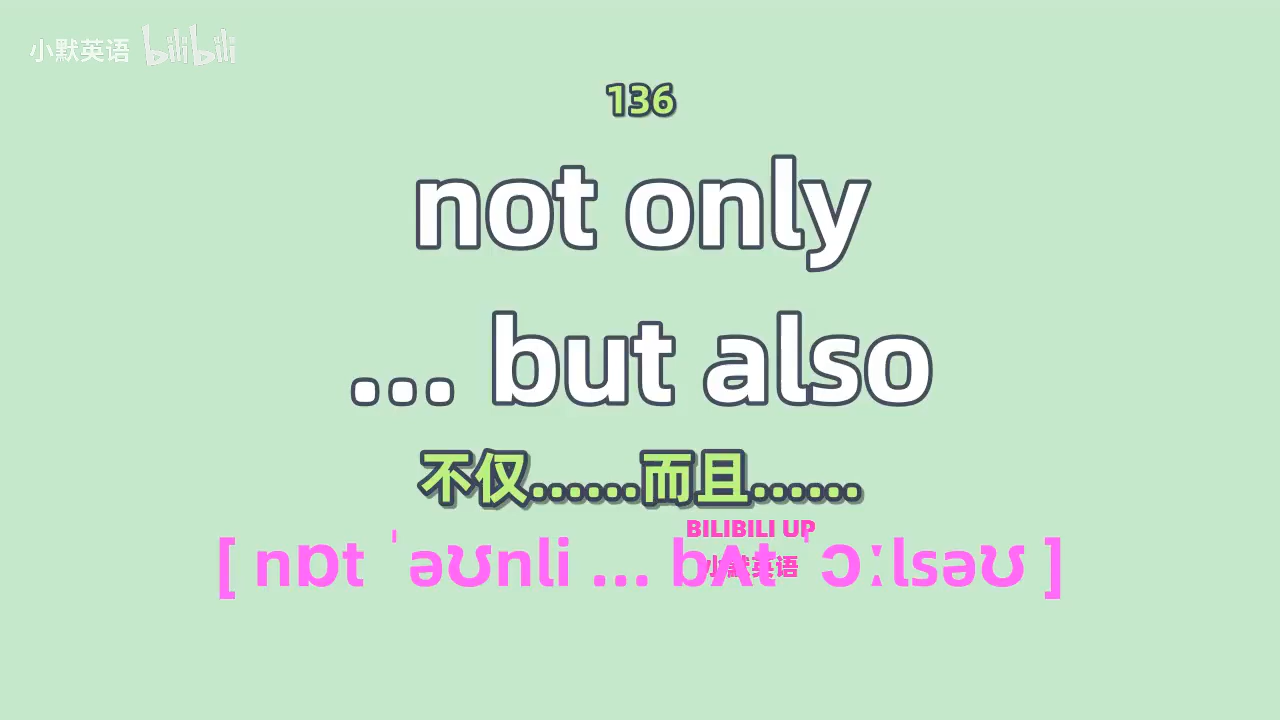 小默英语 bilibili
136
not only
... but also
不仅......而且......
BILIBILI UP
小默英语
[ nɒt ˈəʊnli ... bʌt ˈɔːlsəʊ ]